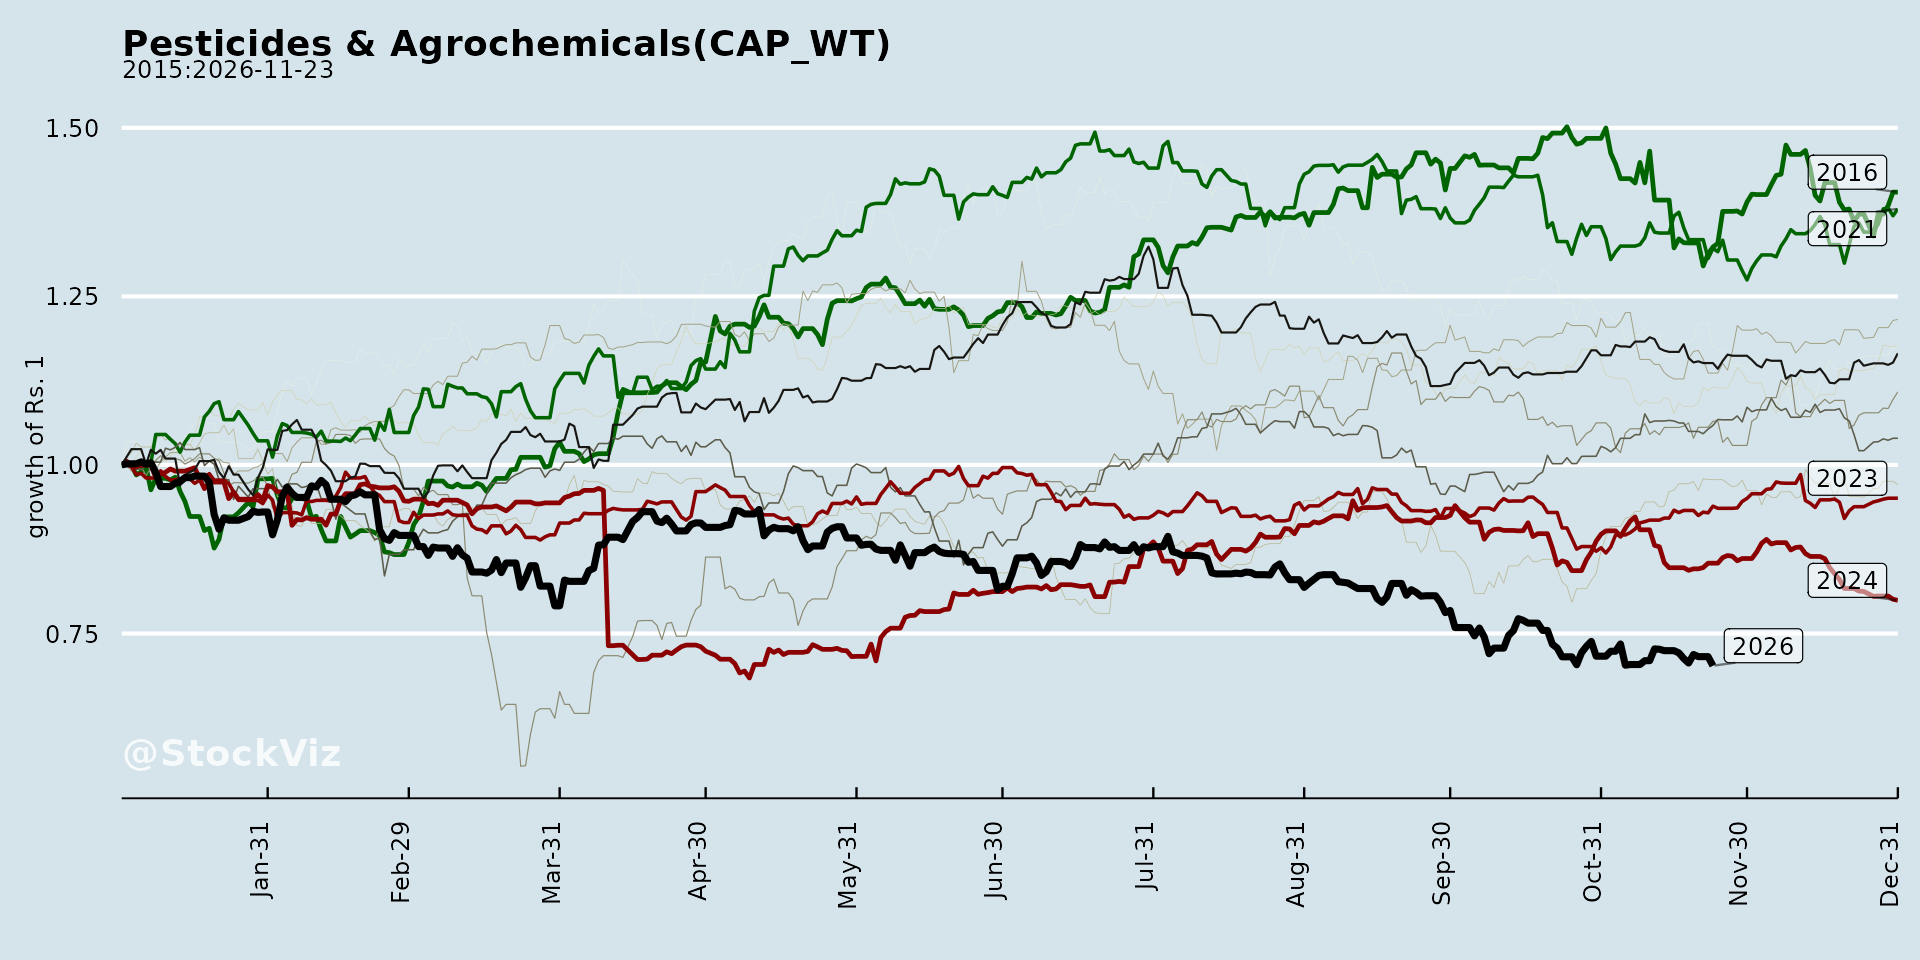 Pesticides & Agrochemicals(CAP_WT)
2015:2026-11-23
growth of Rs. 1
1.50
1.25
1.00
0.75
2016
2021
2023
2024
2026
@StockViz
Jan-31
Feb-29
Mar-31
Apr-30
May-31
Jun-30
Jul-31
Aug-31
Sep-30
Oct-31
Nov-30
Dec-31